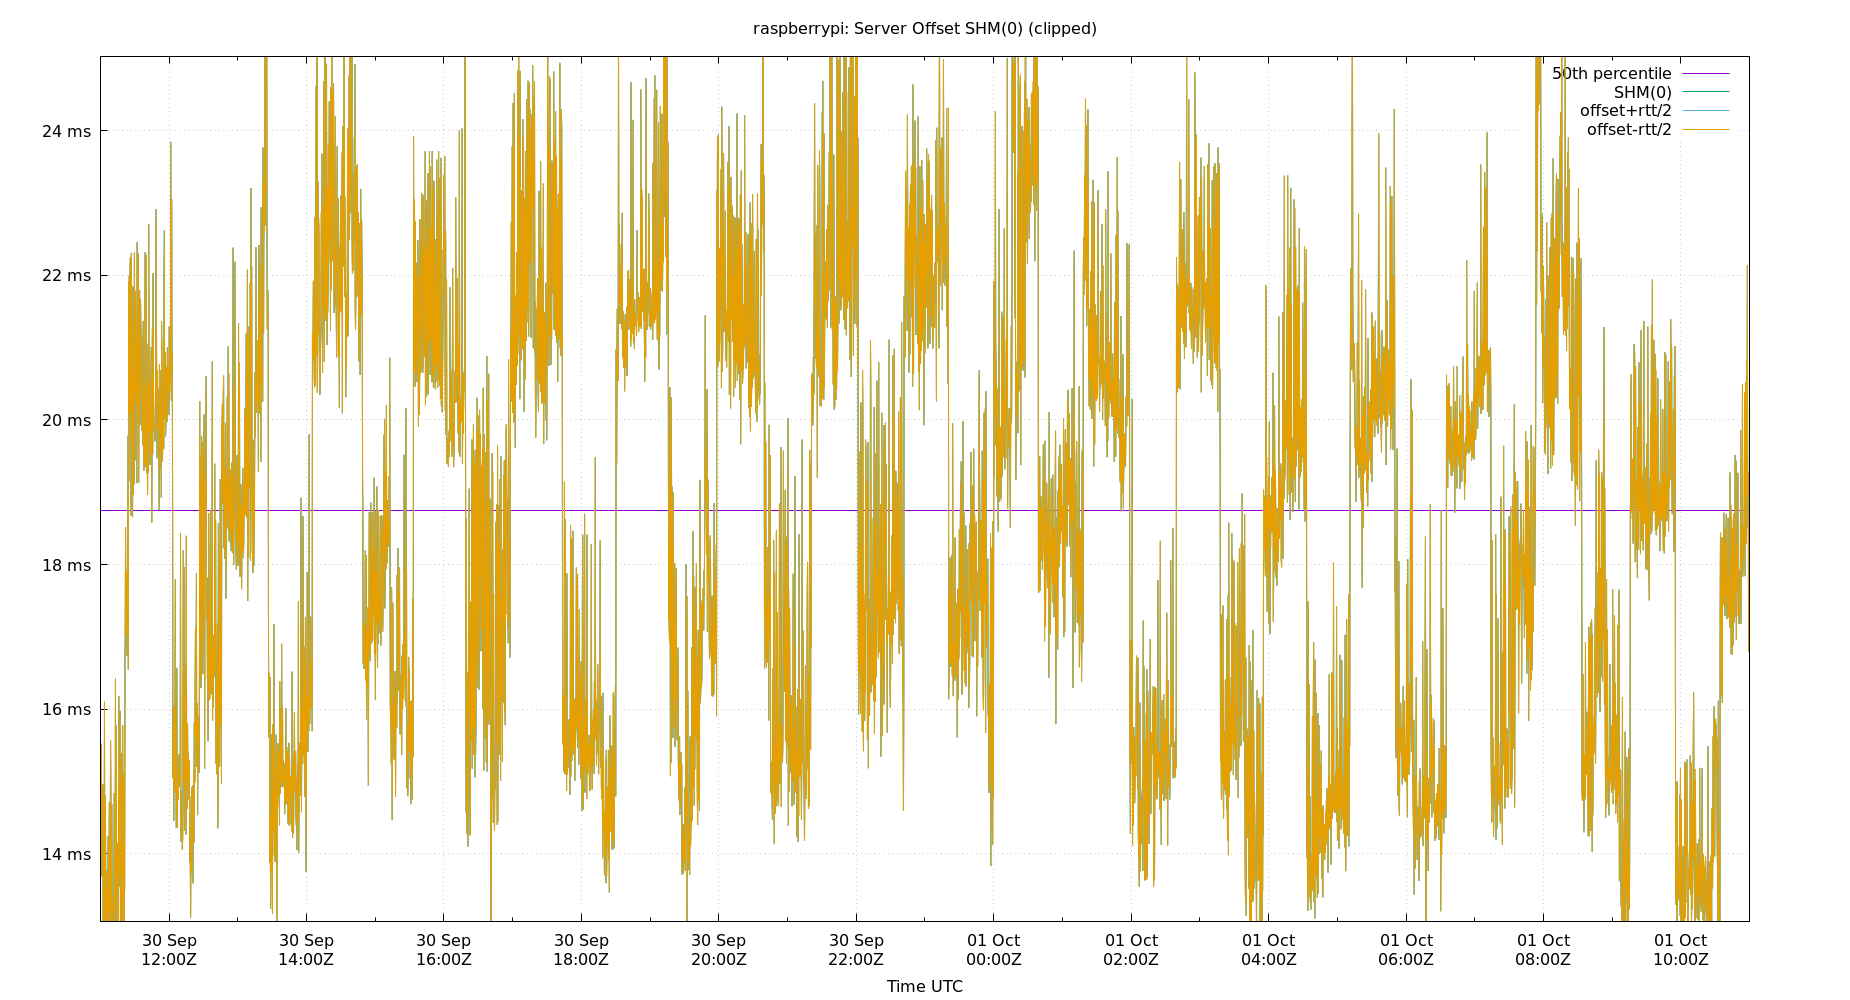 raspberrypi: Server Offset SHM(0) (clipped)
50th percentile
SHM(0)
offset+rtt/2
offset-rtt/2
24 ms
22 ms
20 ms
18 ms
16 ms
14 ms
30 Sep 30 Sep 30 Sep 30 Sep 30 Sep 30 Sep 01 Oct 01 Oct 01 Oct 01 Oct 01 Oct 01 Oct
12:00Z 14:00Z 16:00Z 18:00Z 20:00Z 22:00Z 00:00Z 02:00Z 04:00Z 06:00Z 08:00Z 10:00Z
Time UTC